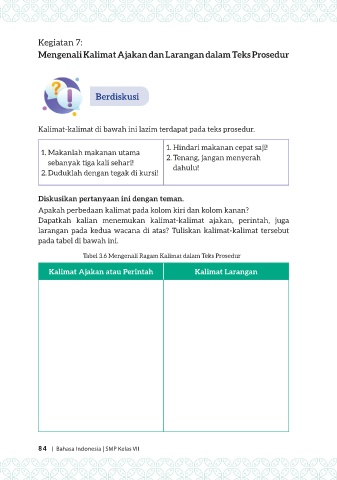 Kegiatan 7:
Mengenali Kalimat Ajakan dan Larangan dalam Teks Prosedur
Berdiskusi
Kalimat-kalimat di bawah ini lazim terdapat pada teks prosedur.
1. Makanlah makanan utama
sebanyak tiga kali sehari!
2. Duduklah dengan tegak di kursi!
1. Hindari makanan cepat saji!
2. Tenang, jangan menyerah
dahulu!
Diskusikan pertanyaan ini dengan teman.
Apakah perbedaan kalimat pada kolom kiri dan kolom kanan?
Dapatkah kalian menemukan kalimat-kalimat ajakan, perintah, juga
larangan pada kedua wacana di atas? Tuliskan kalimat-kalimat tersebut
pada tabel di bawah ini.
Tabel 3.6 Mengenali Ragam Kalimat dalam Teks Prosedur
Kalimat Ajakan atau Perintah
Kalimat Larangan
84 | Bahasa Indonesia | SMP Kelas VII